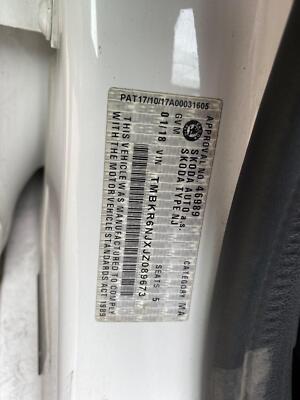 PAT17/10/17A00031605
APPROVAL No. 46999 CATEGORY MA
SKODA AUTO a.s.
SKODA TYPE NJ
GVM SEATS 5
01/18 VIN TMBKR6NJXJZ089673
THIS VEHICLE WAS MANUFACTURED TO COMPLY
WITH THE MOTOR VEHICLE STANDARDS ACT 1989